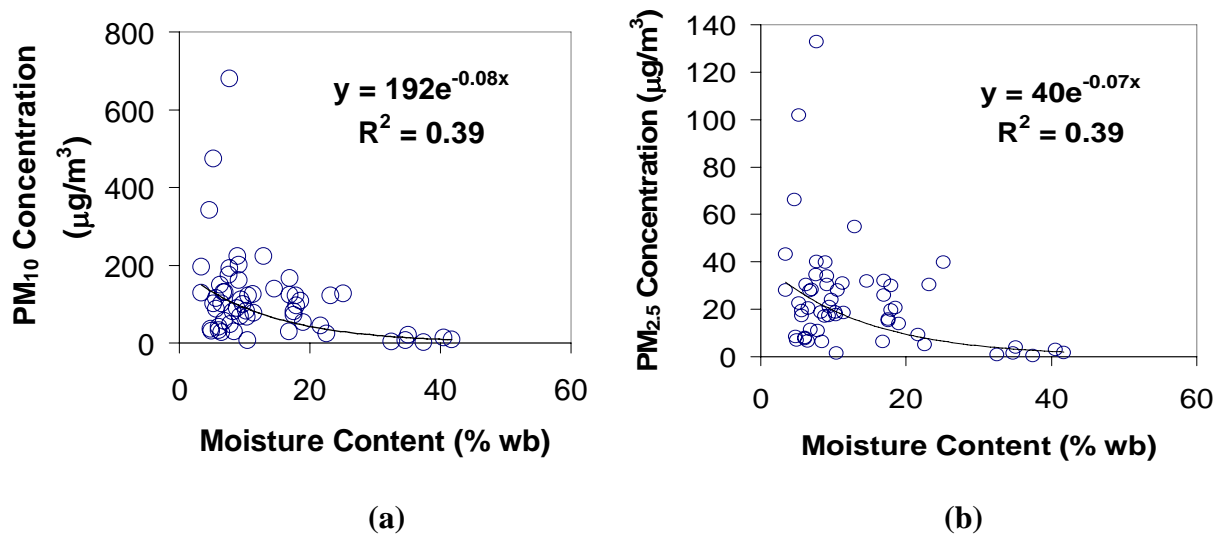 PM₁₀ Concentration
(μg/m³)
800
600
400
200
0
y = 192e^-0.08x
R² = 0.39
0 20 40 60
Moisture Content (% wb)
(a)
PM₂.₅ Concentration (μg/m³)
140
120
100
80
60
40
20
0
y = 40e^-0.07x
R² = 0.39
0 20 40 60
Moisture Content (% wb)
(b)